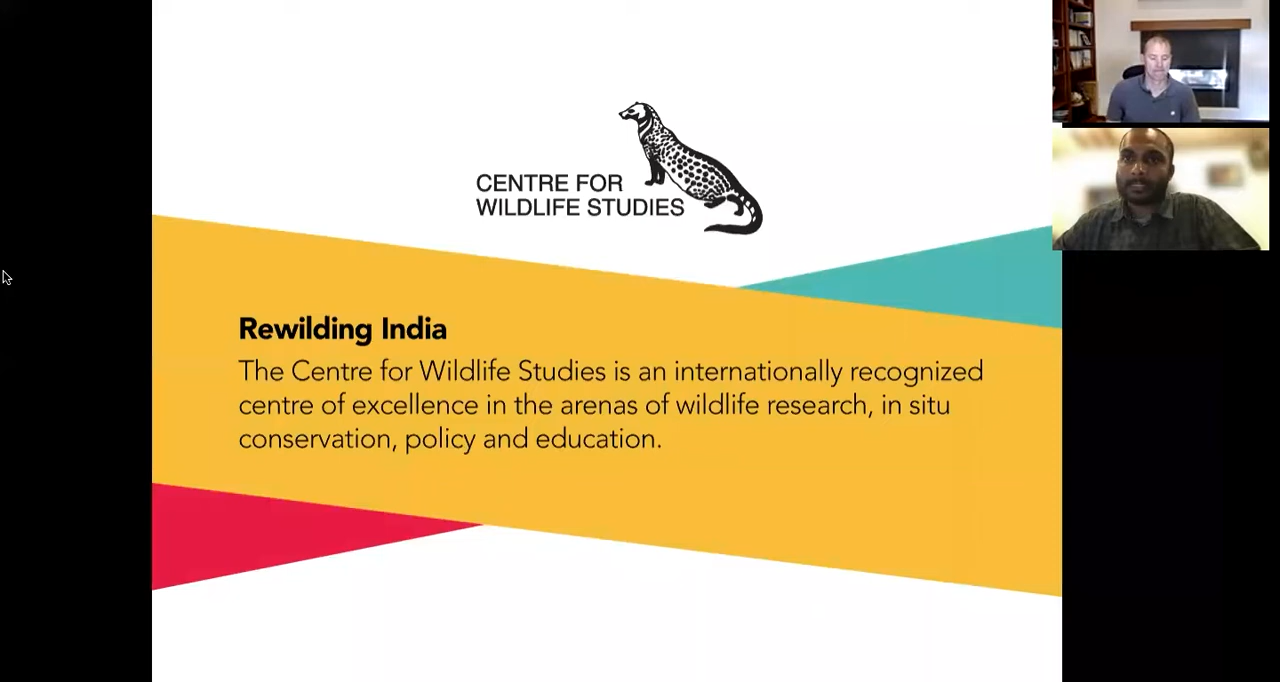 CENTRE FOR
WILDLIFE STUDIES
Rewilding India
The Centre for Wildlife Studies is an internationally recognized
centre of excellence in the arenas of wildlife research, in situ
conservation, policy and education.